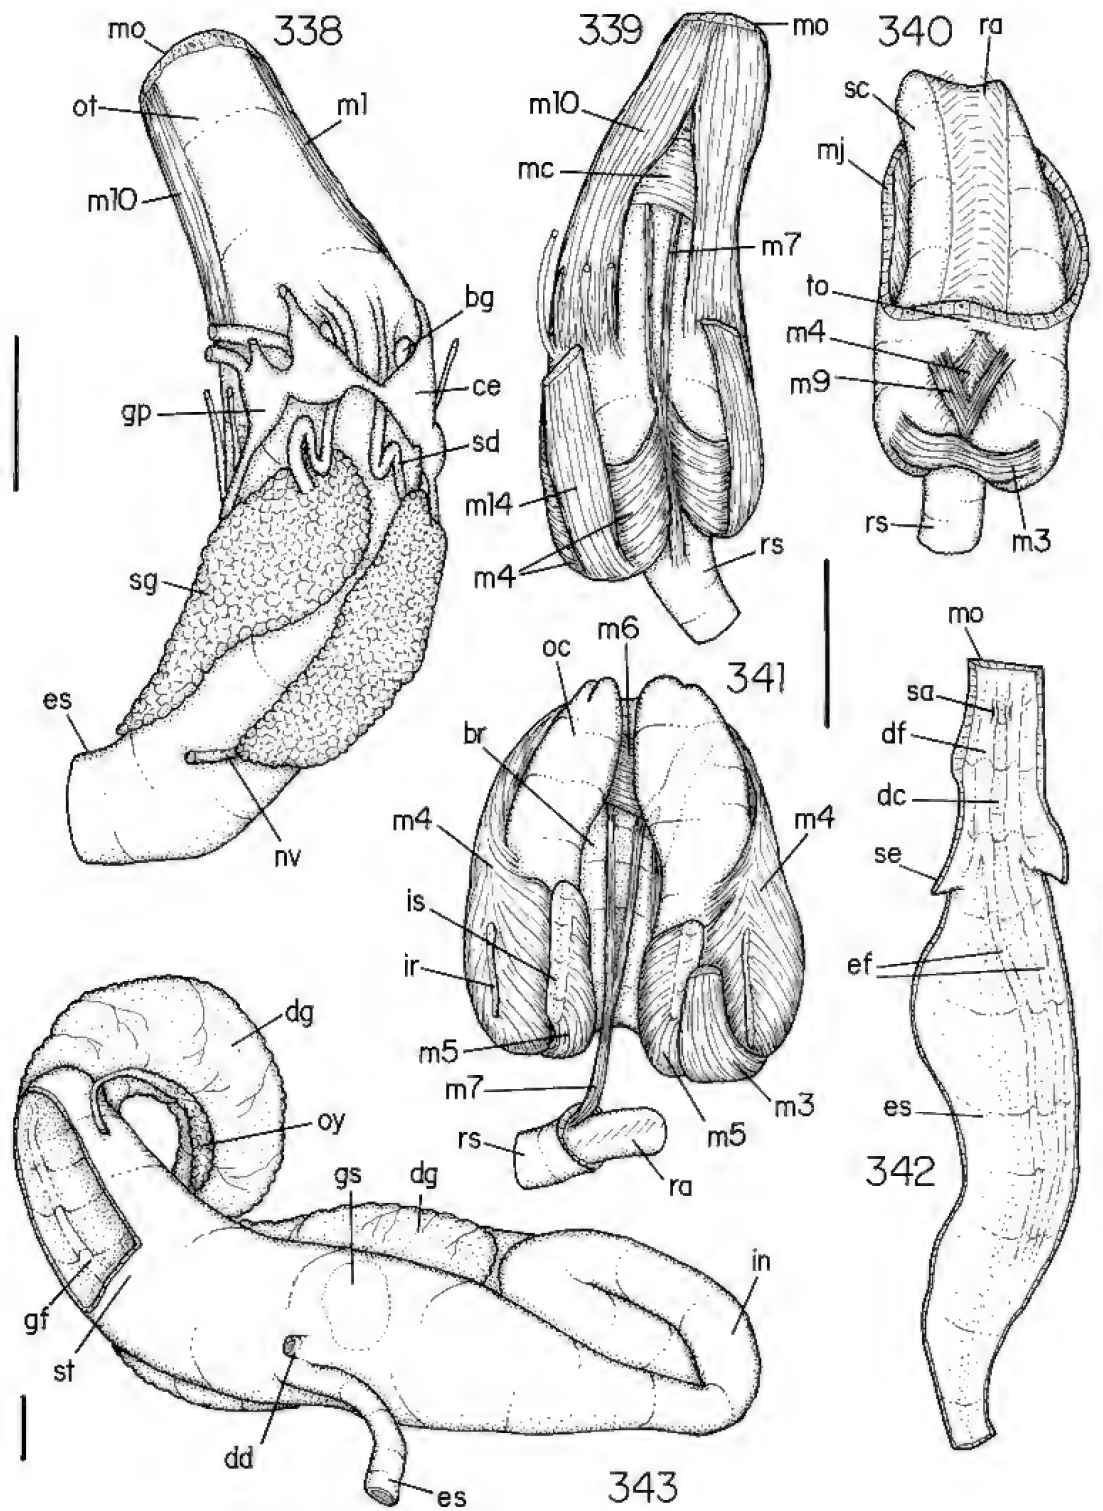 338
mo
ot
m1
m10
bg
ce
gp
sd
sg
es
nv
339
mo
m10
mc
m7
m14
m4
rs
340
ra
sc
mj
to
m4
m9
rs
m3
341
m6
oc
br
m4
m4
is
ir
m5
m7
m5
m3
rs
ra
342
mo
sa
df
dc
se
ef
es
343
dg
oy
gs
dg
in
gf
st
dd
es